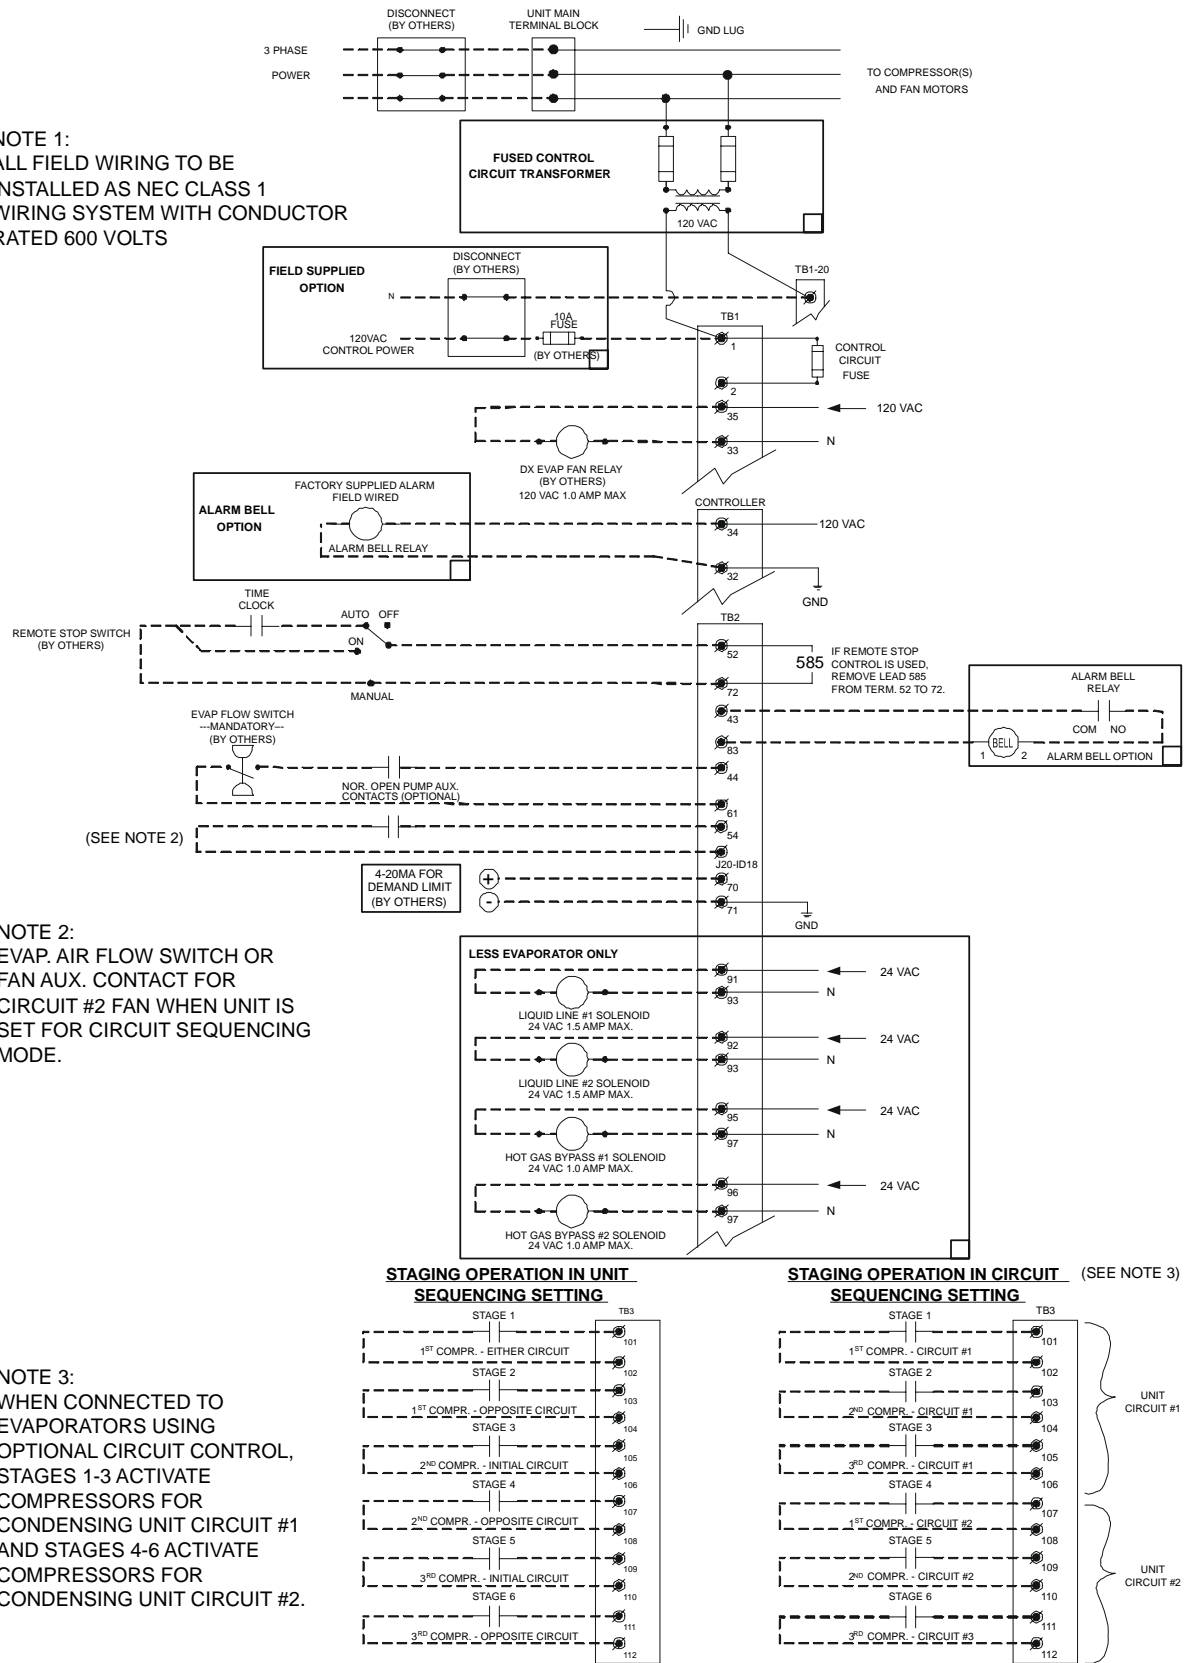 DISCONNECT
(BY OTHERS)
UNIT MAIN
TERMINAL BLOCK
GND LUG
3 PHASE
POWER
TO COMPRESSOR(S)
AND FAN MOTORS
NOTE 1:
ALL FIELD WIRING TO BE
INSTALLED AS NEC CLASS 1
WIRING SYSTEM WITH CONDUCTOR
RATED 600 VOLTS
FUSED CONTROL
CIRCUIT TRANSFORMER
120 VAC
FIELD SUPPLIED
OPTION
DISCONNECT
(BY OTHERS)
N
120VAC
CONTROL POWER
10A
FUSE
(BY OTHERS)
TB1-20
TB1
1
2
CONTROL
CIRCUIT
FUSE
35
120 VAC
33
N
DX EVAP FAN RELAY
(BY OTHERS)
120 VAC 1.0 AMP MAX
ALARM BELL
OPTION
FACTORY SUPPLIED ALARM
FIELD WIRED
ALARM BELL RELAY
CONTROLLER
34
120 VAC
32
GND
TIME
CLOCK
REMOTE STOP SWITCH
(BY OTHERS)
AUTO OFF
ON
MANUAL
TB2
52
72
585
IF REMOTE STOP
CONTROL IS USED,
REMOVE LEAD 585
FROM TERM. 52 TO 72.
43
83
ALARM BELL
RELAY
COM NO
BELL
1 2 ALARM BELL OPTION
EVAP FLOW SWITCH
---MANDATORY---
(BY OTHERS)
NOR. OPEN PUMP AUX.
CONTACTS (OPTIONAL)
44
61
(SEE NOTE 2)
54
J20-ID18
4-20MA FOR
DEMAND LIMIT
(BY OTHERS)
+
-
70
71
GND
NOTE 2:
EVAP. AIR FLOW SWITCH OR
FAN AUX. CONTACT FOR
CIRCUIT #2 FAN WHEN UNIT IS
SET FOR CIRCUIT SEQUENCING
MODE.
LESS EVAPORATOR ONLY
91
24 VAC
93
N
LIQUID LINE #1 SOLENOID
24 VAC 1.5 AMP MAX.
92
24 VAC
93
N
LIQUID LINE #2 SOLENOID
24 VAC 1.5 AMP MAX.
95
24 VAC
97
N
HOT GAS BYPASS #1 SOLENOID
24 VAC 1.0 AMP MAX.
96
24 VAC
97
N
HOT GAS BYPASS #2 SOLENOID
24 VAC 1.0 AMP MAX.
STAGING OPERATION IN UNIT
SEQUENCING SETTING
TB3
STAGE 1
101
1ST COMPR. - EITHER CIRCUIT
102
STAGE 2
103
1ST COMPR. - OPPOSITE CIRCUIT
104
STAGE 3
105
2ND COMPR. - INITIAL CIRCUIT
106
STAGE 4
107
2ND COMPR. - OPPOSITE CIRCUIT
108
STAGE 5
109
3RD COMPR. - INITIAL CIRCUIT
110
STAGE 6
111
3RD COMPR. - OPPOSITE CIRCUIT
112
STAGING OPERATION IN CIRCUIT (SEE NOTE 3)
SEQUENCING SETTING
TB3
STAGE 1
101
1ST COMPR. - CIRCUIT #1
102
STAGE 2
103
2ND COMPR. - CIRCUIT #1
104
STAGE 3
105
3RD COMPR. - CIRCUIT #1
106
UNIT
CIRCUIT #1
STAGE 4
107
1ST COMPR. - CIRCUIT #2
108
STAGE 5
109
2ND COMPR. - CIRCUIT #2
110
STAGE 6
111
3RD COMPR. - CIRCUIT #3
112
UNIT
CIRCUIT #2
NOTE 3:
WHEN CONNECTED TO
EVAPORATORS USING
OPTIONAL CIRCUIT CONTROL,
STAGES 1-3 ACTIVATE
COMPRESSORS FOR
CONDENSING UNIT CIRCUIT #1
AND STAGES 4-6 ACTIVATE
COMPRESSORS FOR
CONDENSING UNIT CIRCUIT #2.